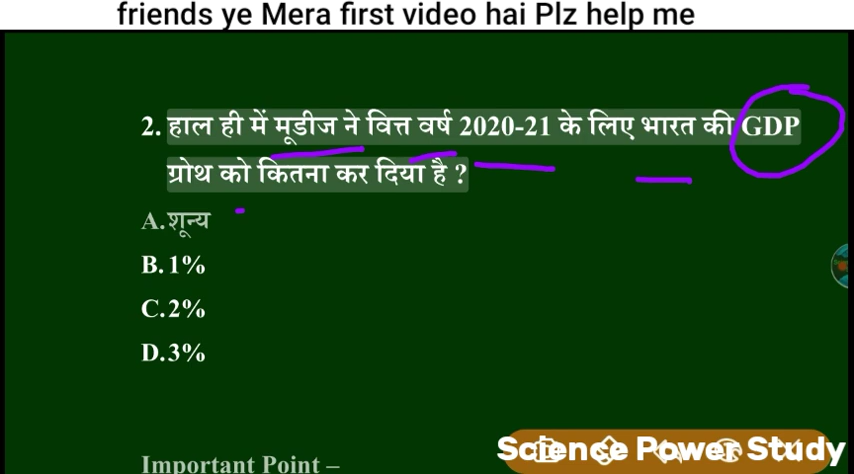 friends ye Mera first video hai Plz help me
2. हाल ही में मूडीज ने वित्त वर्ष 2020-21 के लिए भारत की GDP
ग्रोथ को कितना कर दिया है ?
A.शून्य
B.1%
C.2%
D.3%
Important Point –
Science Power Study